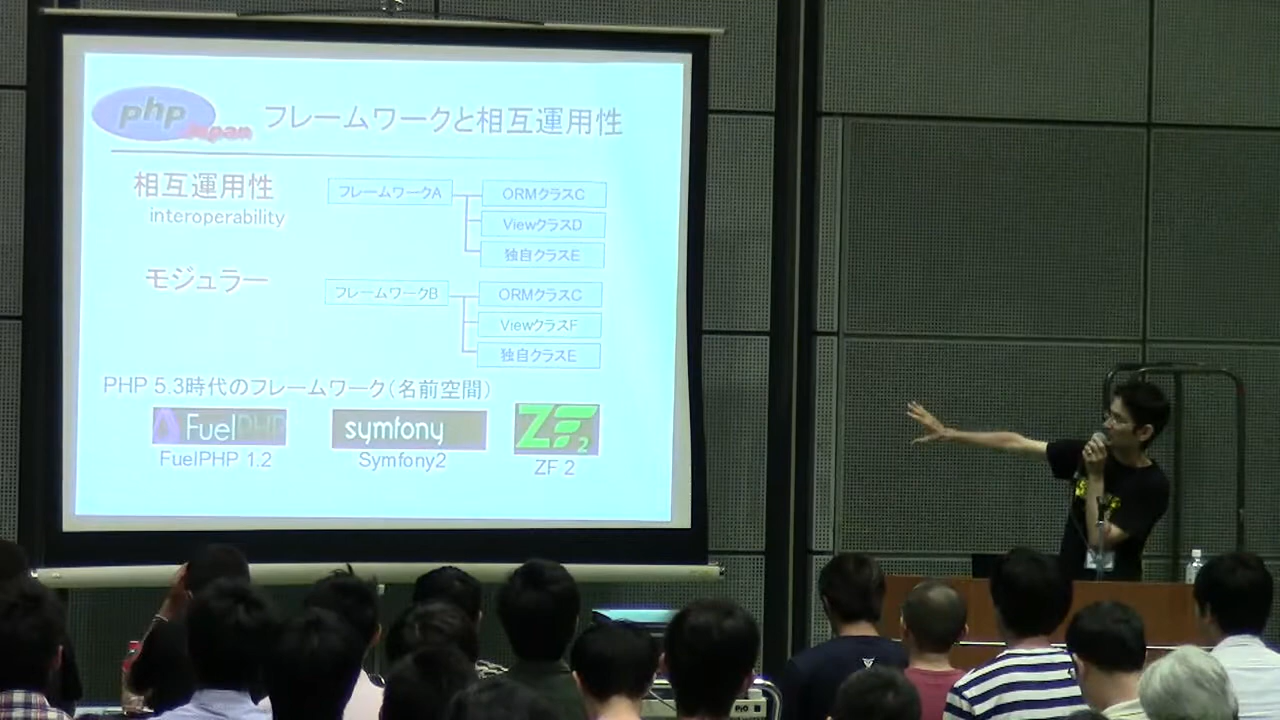 php
Japan
フレームワークと相互運用性
相互運用性
interoperability
モジュラー
フレームワークA
ORMクラスC
ViewクラスD
独自クラスE
フレームワークB
ORMクラスC
ViewクラスF
独自クラスE
PHP 5.3時代のフレームワーク(名前空間)
FuelPHP
symfony
ZF2
FuelPHP 1.2
Symfony2
ZF 2